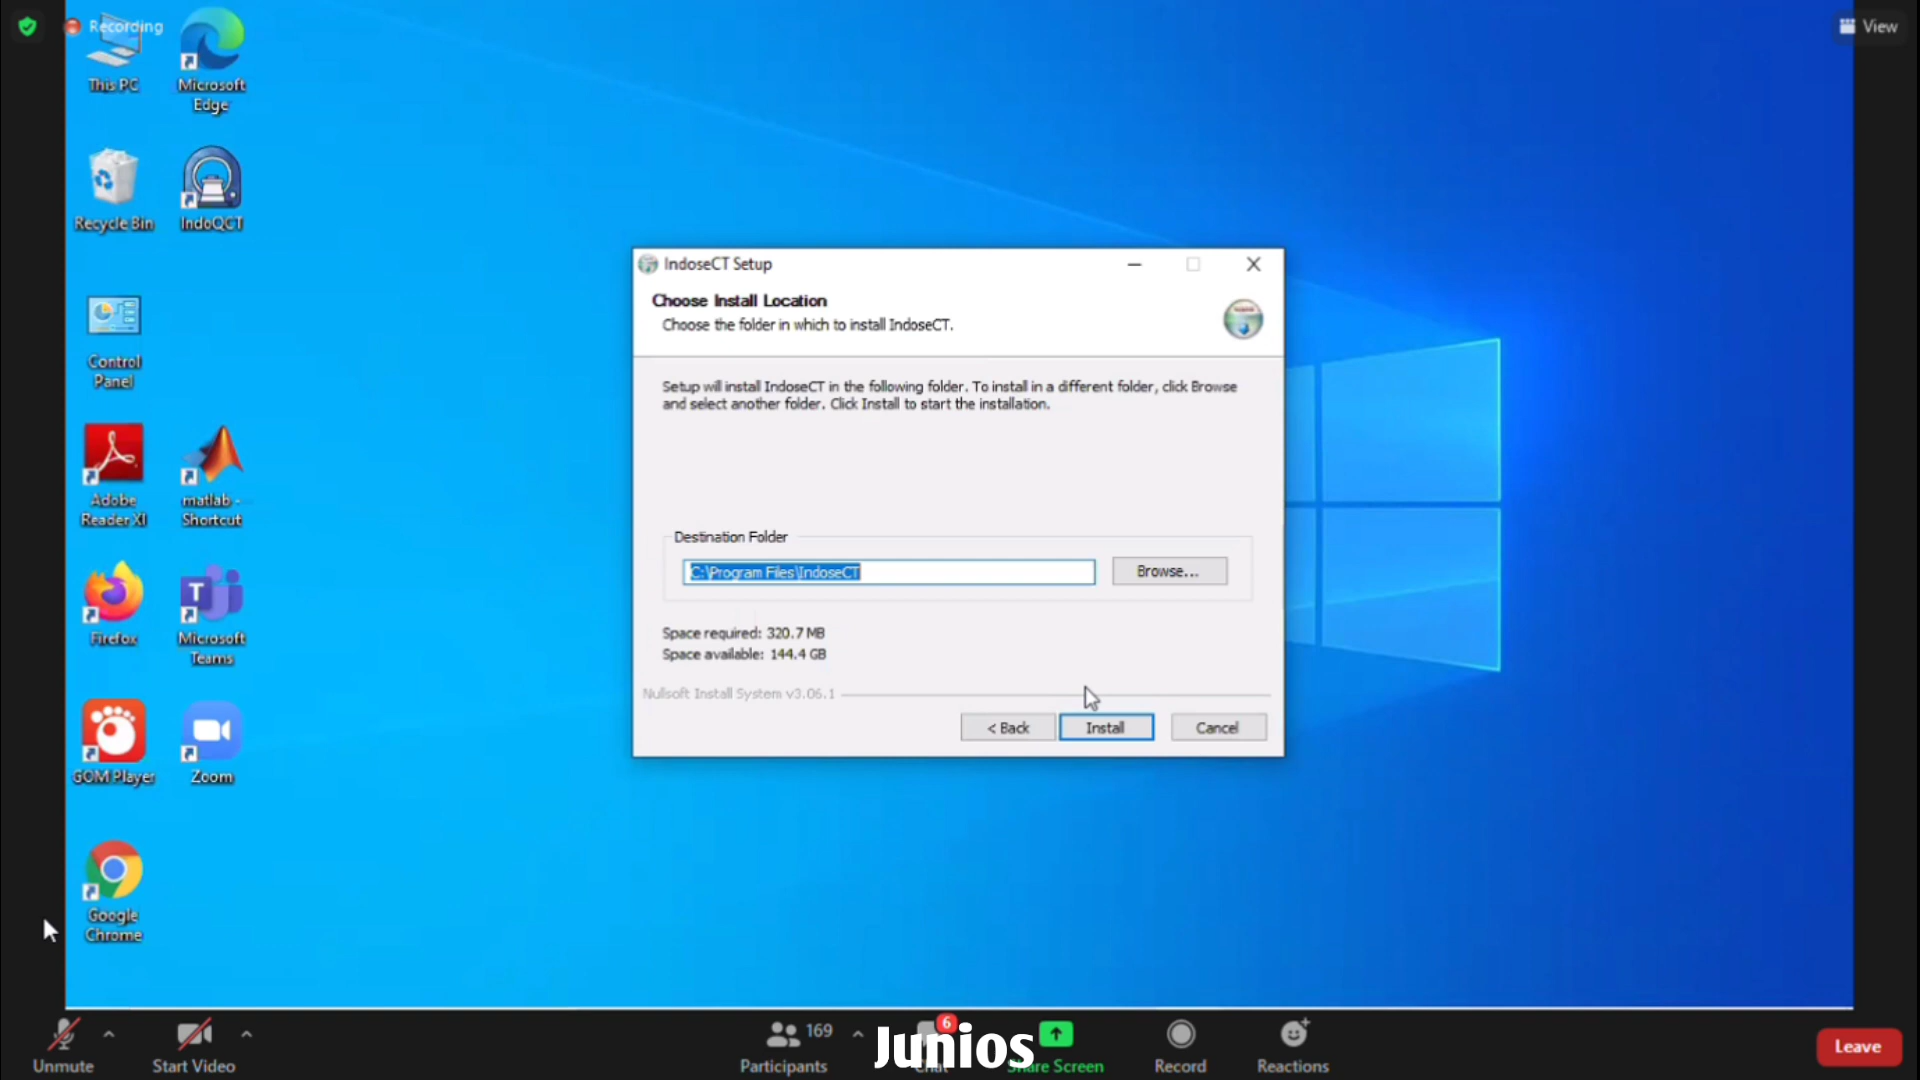 Recording
View
This PC
Microsoft
Edge
Recycle Bin
IndoQCT
Control
Panel
Adobe
Reader XI
matlab -
Shortcut
Firefox
Microsoft
Teams
GOM Player
Zoom
Google
Chrome
IndoseCT Setup
Choose Install Location
Choose the folder in which to install IndoseCT.
Setup will install IndoseCT in the following folder. To install in a different folder, click Browse
and select another folder. Click Install to start the installation.
Destination Folder
C:\Program Files\IndoseCT
Browse...
Space required: 320.7 MB
Space available: 144.4 GB
Nullsoft Install System v3.06.1
< Back
Install
Cancel
Unmute
Start Video
169
Participants
6
Chat
Junios
Share Screen
Record
Reactions
Leave